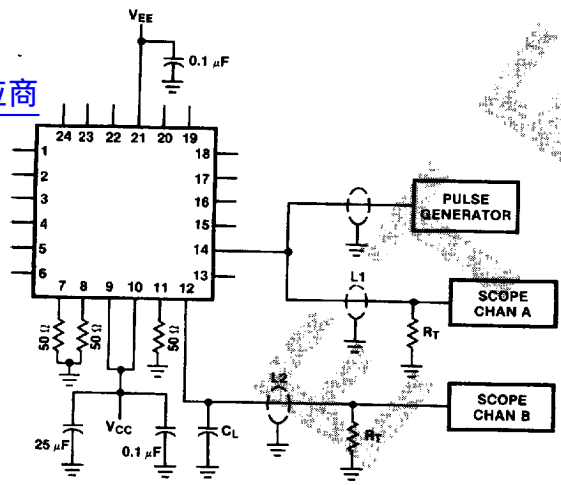 VEE
0.1 μF
应商
24 23 22 21 20 19
1
2
3
4
5
6
18
17
16
15
14
13
7 8 9 10 11 12
PULSE
GENERATOR
L1
SCOPE
CHAN A
RT
50 Ω
50 Ω
50 Ω
L2
SCOPE
CHAN B
RT
CL
VCC
25 μF
0.1 μF